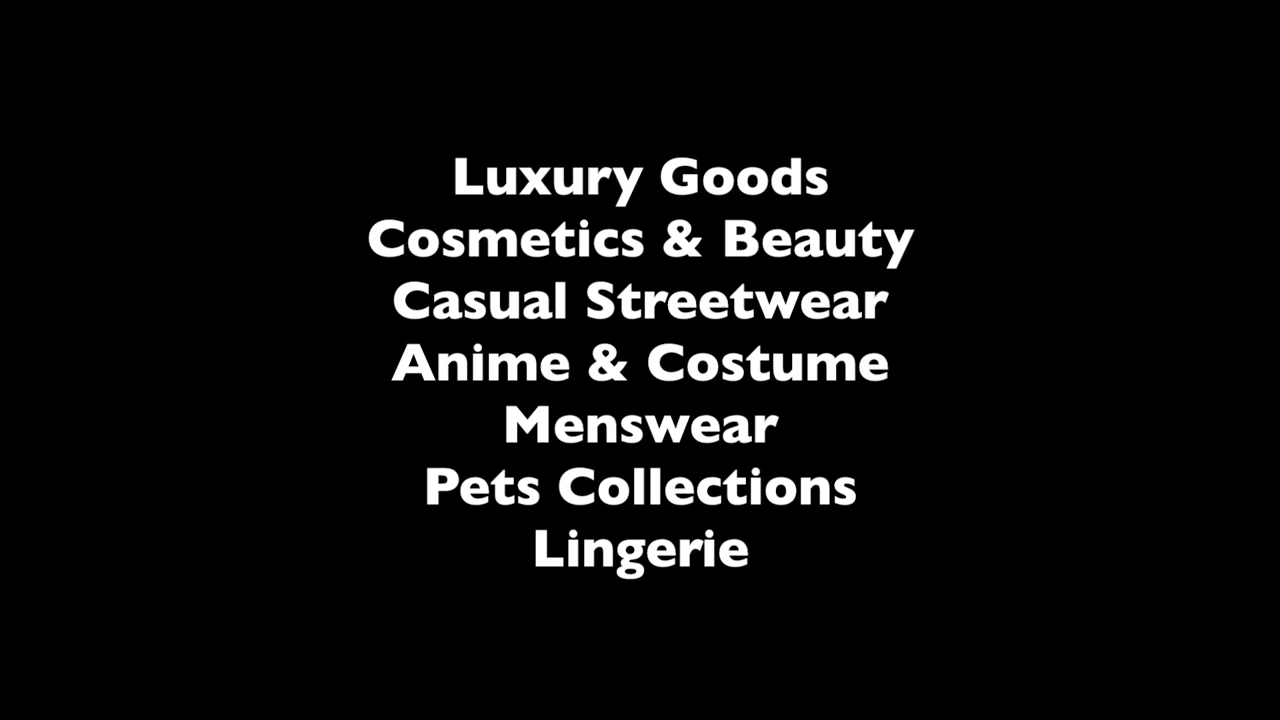 Luxury Goods
Cosmetics & Beauty
Casual Streetwear
Anime & Costume
Menswear
Pets Collections
Lingerie